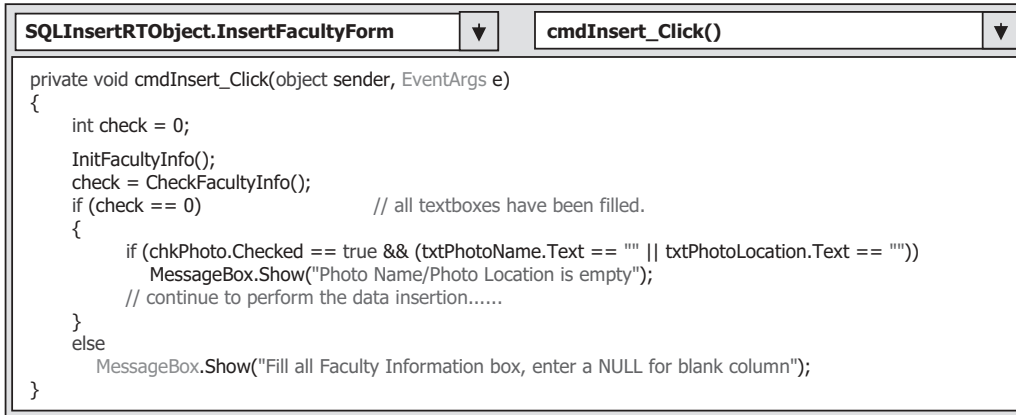 SQLInsertRTObject.InsertFacultyForm
cmdInsert_Click()
private void cmdInsert_Click(object sender, EventArgs e)
{
int check = 0;
InitFacultyInfo();
check = CheckFacultyInfo();
if (check == 0) // all textboxes have been filled.
{
if (chkPhoto.Checked == true && (txtPhotoName.Text == "" || txtPhotoLocation.Text == ""))
MessageBox.Show("Photo Name/Photo Location is empty");
// continue to perform the data insertion......
}
else
MessageBox.Show("Fill all Faculty Information box, enter a NULL for blank column");
}